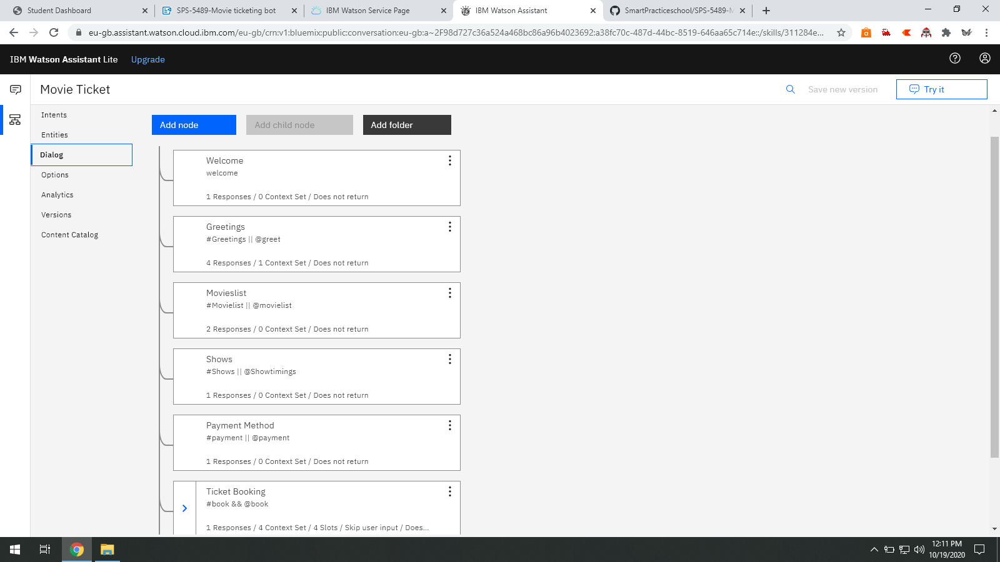 Student Dashboard
SPS-5489-Movie ticketing bot
IBM Watson Service Page
IBM Watson Assistant
SmartPracticeschool/SPS-5489-M
eu-gb.assistant.watson.cloud.ibm.com/eu-gb/crn:v1:bluemix:public:conversation:eu-gb:a~2F98d727c36a524a468bc86a96b4023692:a38fc70c-487d-44bc-8519-646aa65c714e::/skills/311284e...
IBM Watson Assistant Lite
Upgrade
Movie Ticket
Save new version
Try it
Intents
Entities
Dialog
Options
Analytics
Versions
Content Catalog
Add node
Add child node
Add folder
Welcome
welcome
1 Responses / 0 Context Set / Does not return
Greetings
#Greetings || @greet
4 Responses / 1 Context Set / Does not return
Movieslist
#Movielist || @movielist
2 Responses / 0 Context Set / Does not return
Shows
#Shows || @Showtimings
1 Responses / 0 Context Set / Does not return
Payment Method
#payment || @payment
1 Responses / 0 Context Set / Does not return
Ticket Booking
#book && @book
1 Responses / 4 Context Set / 4 Slots / Skip user input / Does...
12:11 PM
10/19/2020